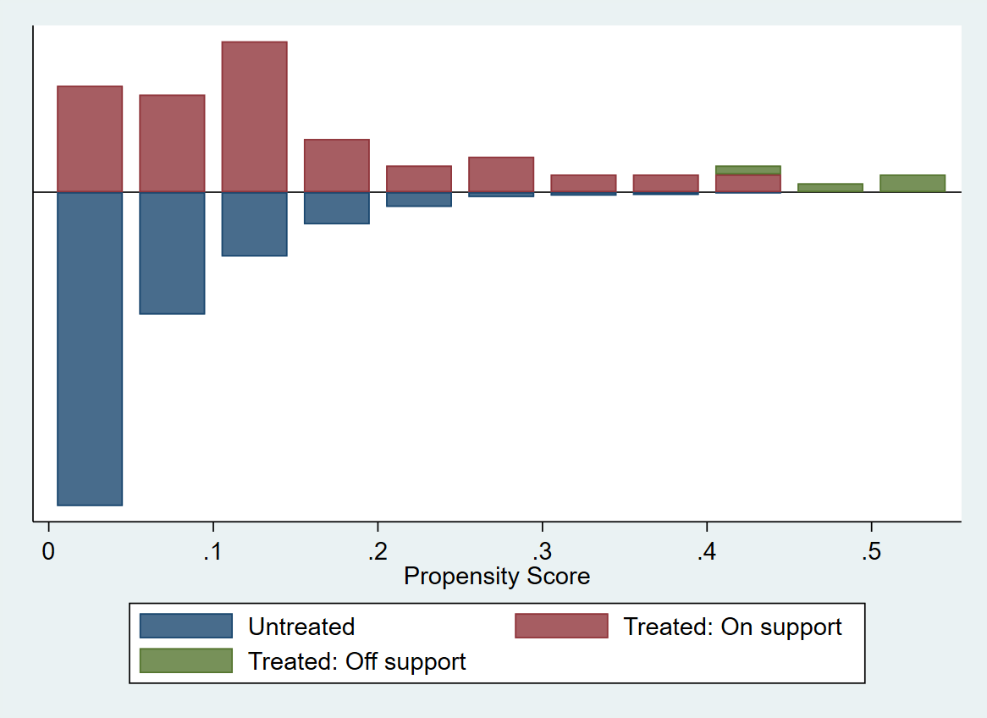 0 .1 .2 .3 .4 .5
Propensity Score
Untreated Treated: On support
Treated: Off support